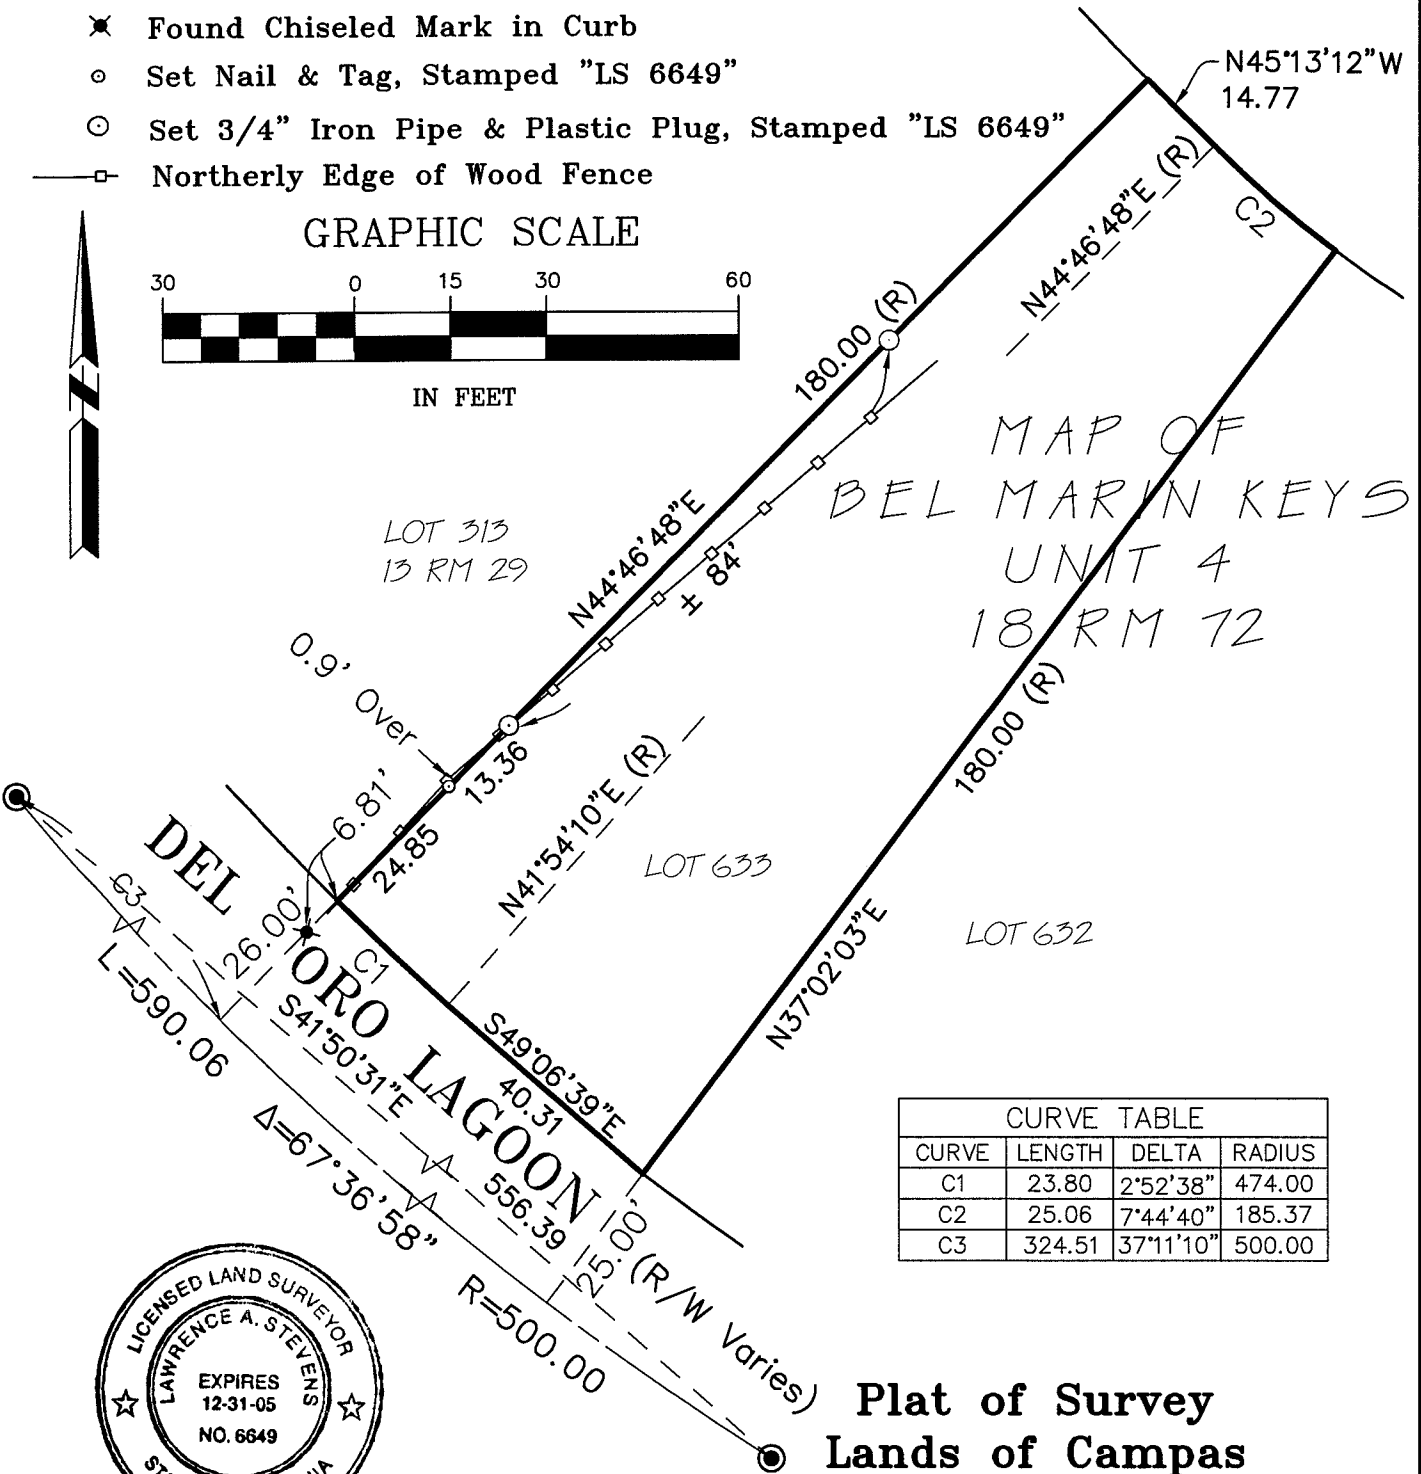 Found Chiseled Mark in Curb
Set Nail & Tag, Stamped "LS 6649"
Set 3/4" Iron Pipe & Plastic Plug, Stamped "LS 6649"
Northerly Edge of Wood Fence
GRAPHIC SCALE
30 0 15 30 60
IN FEET
N
N45°13'12"W
14.77
N44°46'48"E (R)
C2
180.00 (R)
MAP OF
BEL MARIN KEYS
UNIT 4
18 RM 72
LOT 313
13 RM 29
N44°46'48"E
± 84'
0.9' Over
13.36
6.81'
24.85
N41°54'10"E (R)
180.00 (R)
LOT 633
LOT 632
N37°02'03"E
DEL ORO LAGOON
C3
26.00'
C1
L=590.06
S41°50'31"E
556.39
S49°06'39"E
40.31
Δ=67°36'58"
R=500.00
25.00'
(R/W Varies)
CURVE TABLE
CURVE LENGTH DELTA RADIUS
C1 23.80 2°52'38" 474.00
C2 25.06 7°44'40" 185.37
C3 324.51 37°11'10" 500.00
LICENSED LAND SURVEYOR
LAWRENCE A. STEVENS
EXPIRES
12-31-05
NO. 6649
Plat of Survey
Lands of Campas